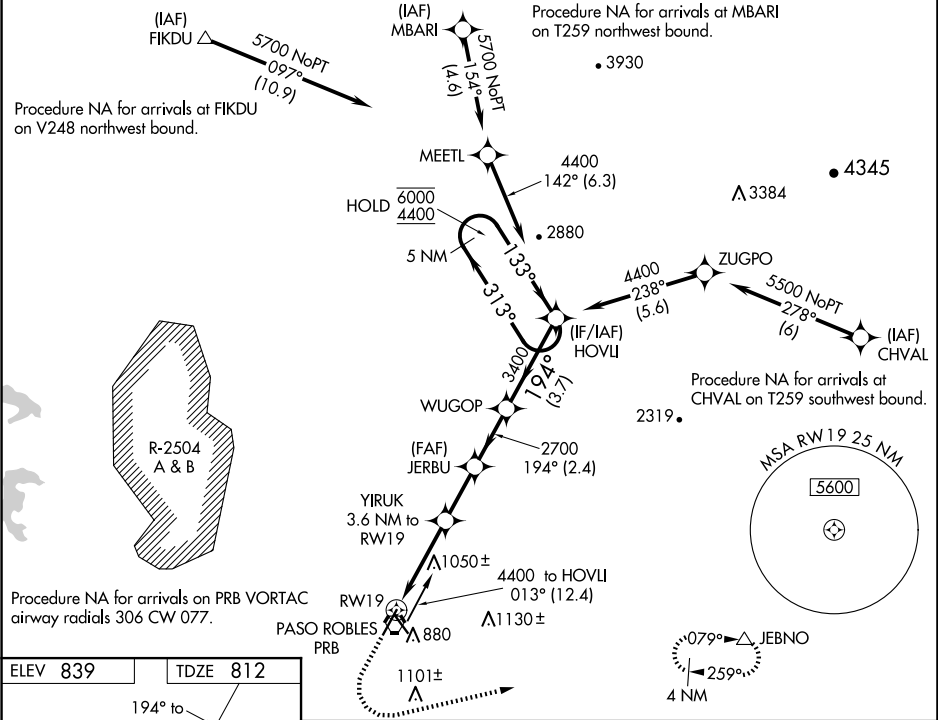 (IAF)
FIKDU
5700 NoPT
097°
(10.9)
(IAF)
MBARI
5700 NoPT
154°
(4.6)
Procedure NA for arrivals at MBARI
on T259 northwest bound.
3930
Procedure NA for arrivals at FIKDU
on V248 northwest bound.
MEETL
4400
142° (6.3)
4345
3384
HOLD 6000
4400
5 NM
2880
133°
313°
ZUGPO
4400
238°
(5.6)
5500 NoPT
278°
(6)
(IAF)
CHVAL
(IF/IAF)
HOVLI
3400
194°
(3.7)
Procedure NA for arrivals at
CHVAL on T259 southwest bound.
WUGOP
2319
R-2504
A & B
(FAF)
JERBU
2700
194° (2.4)
MSA RW19 25 NM
5600
YIRUK
3.6 NM to
RW19
1050±
4400 to HOVLI
013° (12.4)
Procedure NA for arrivals on PRB VORTAC
airway radials 306 CW 077.
RW19
PASO ROBLES
PRB
880
1130±
1101±
079°
JEBNO
259°
4 NM
ELEV 839
TDZE 812
194° to